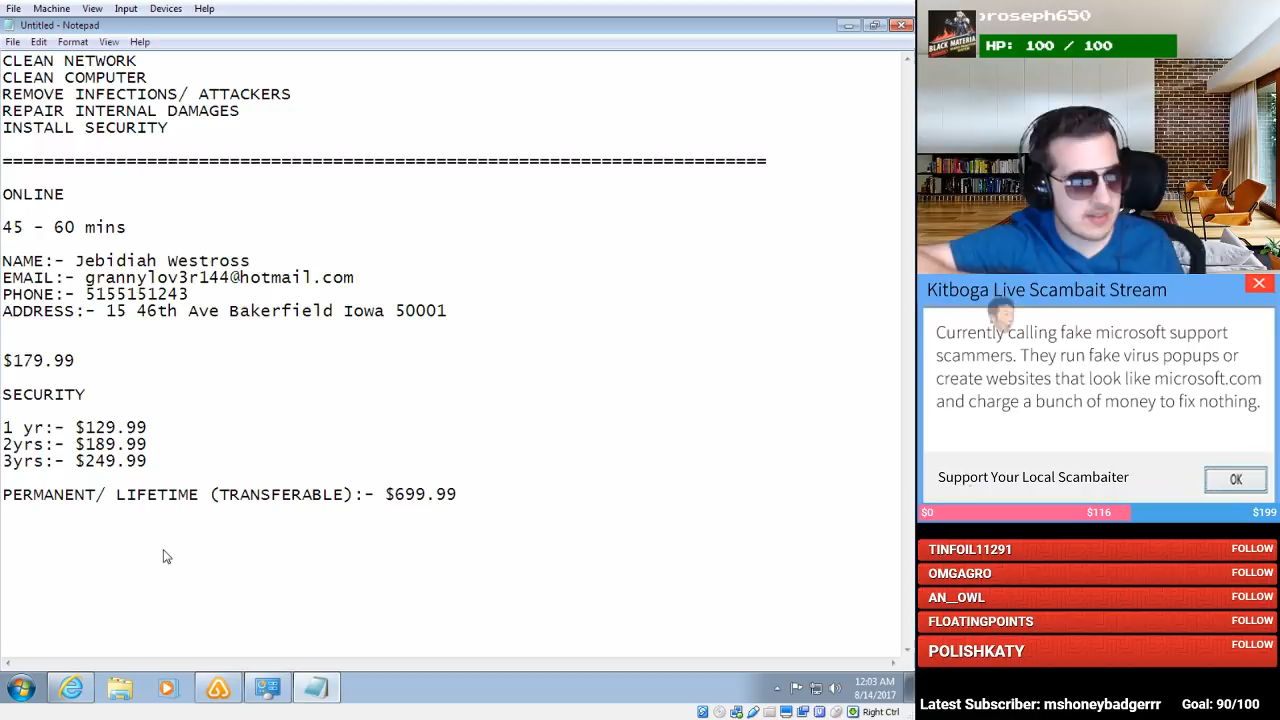 File Machine View Input Devices Help
Untitled - Notepad
File Edit Format View Help
CLEAN NETWORK
CLEAN COMPUTER
REMOVE INFECTIONS/ ATTACKERS
REPAIR INTERNAL DAMAGES
INSTALL SECURITY
==========================================================================
ONLINE
45 - 60 mins
NAME:- Jebidiah Westross
EMAIL:- grannylov3r144@hotmail.com
PHONE:- 5155151243
ADDRESS:- 15 46th Ave Bakerfield Iowa 50001
$179.99
SECURITY
1 yr:- $129.99
2yrs:- $189.99
3yrs:- $249.99
PERMANENT/ LIFETIME (TRANSFERABLE):- $699.99
12:03 AM
8/14/2017
Right Ctrl
proseph650
BLACK MATERIA
HP: 100 / 100
Kitboga Live Scambait Stream
Currently calling fake microsoft support
scammers. They run fake virus popups or
create websites that look like microsoft.com
and charge a bunch of money to fix nothing.
Support Your Local Scambaiter
OK
$0 $116 $199
TINFOIL11291 FOLLOW
OMGAGRO FOLLOW
AN__OWL FOLLOW
FLOATINGPOINTS FOLLOW
POLISHKATY FOLLOW
Latest Subscriber: mshoneybadgerrr Goal: 90/100